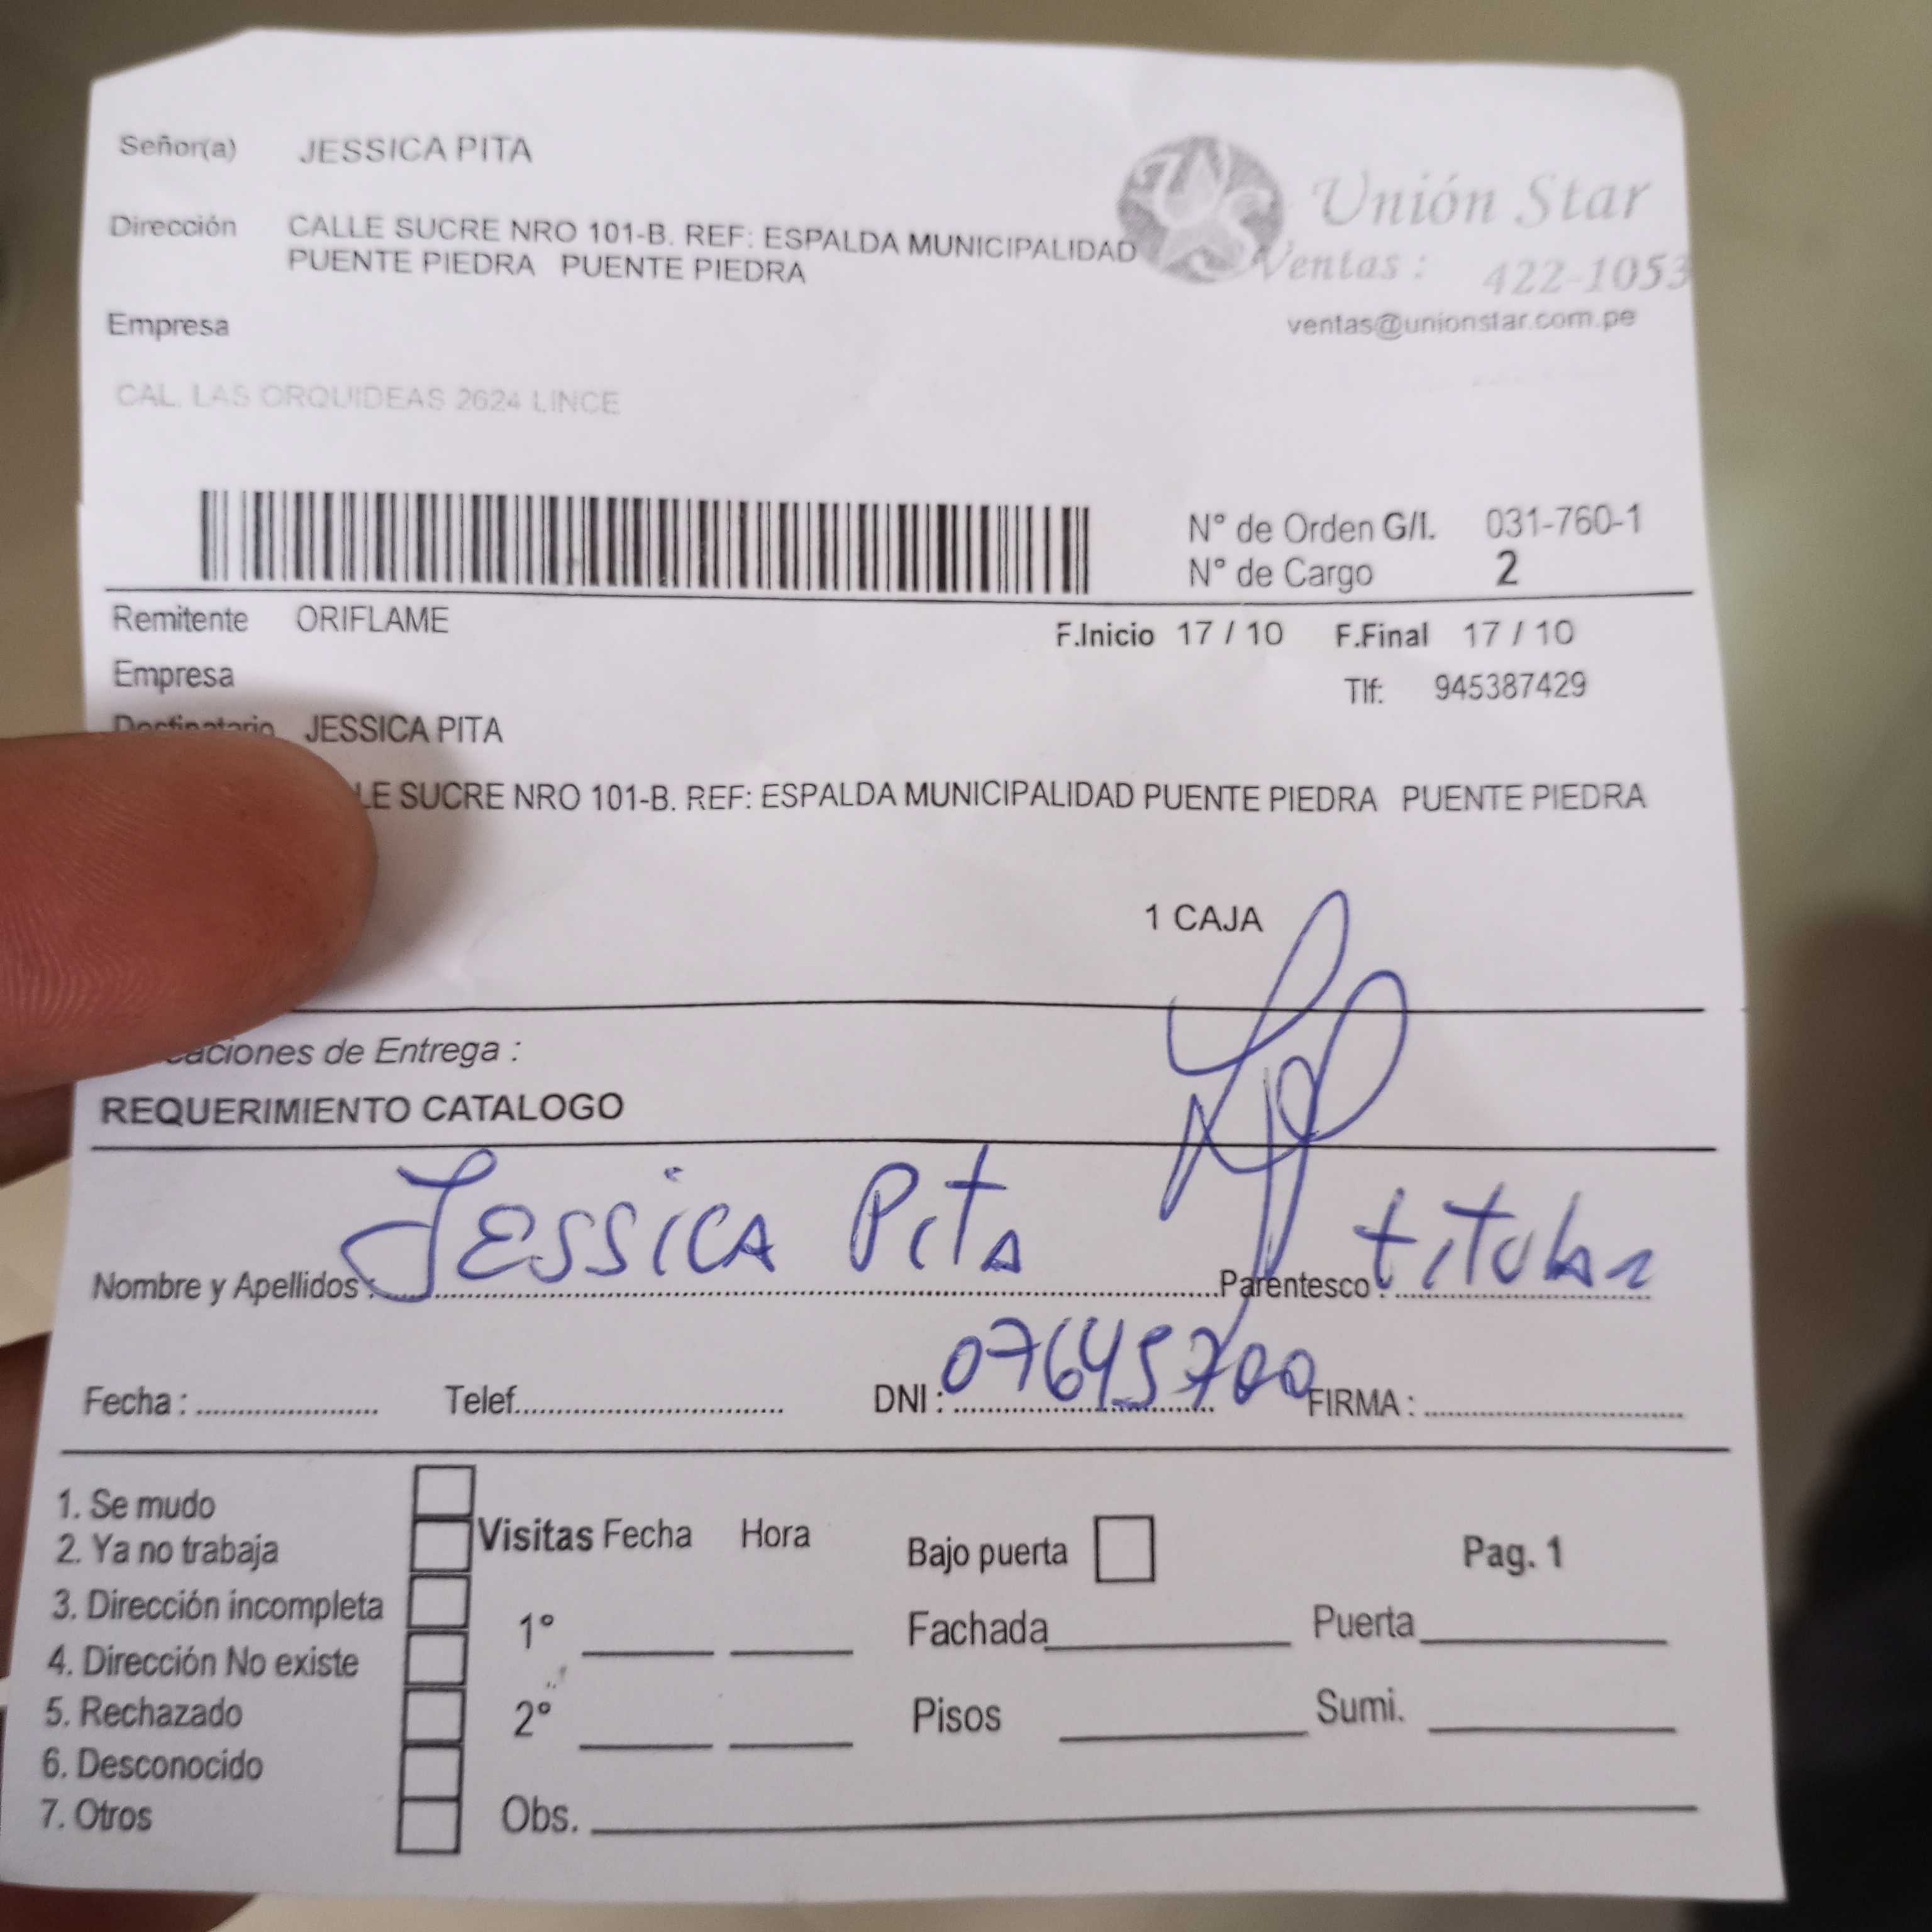 Señor(a) JESSICA PITA
Unión Star
Dirección CALLE SUCRE NRO 101-B. REF: ESPALDA MUNICIPALIDAD
PUENTE PIEDRA PUENTE PIEDRA
Ventas : 422-1053
Empresa
ventas@unionstar.com.pe
CAL. LAS ORQUIDEAS 2624 LINCE
N° de Orden G/I. 031-760-1
N° de Cargo 2
Remitente ORIFLAME
F.Inicio 17 / 10 F.Final 17 / 10
Empresa
Tlf: 945387429
Destinatario JESSICA PITA
LE SUCRE NRO 101-B. REF: ESPALDA MUNICIPALIDAD PUENTE PIEDRA PUENTE PIEDRA
1 CAJA
caciones de Entrega :
REQUERIMIENTO CATALOGO
Nombre y Apellidos : Jessica Pita Parentesco : titular
Fecha : Telef. DNI : 07645700 FIRMA :
1. Se mudo
2. Ya no trabaja
3. Dirección incompleta
4. Dirección No existe
5. Rechazado
6. Desconocido
7. Otros
Visitas Fecha Hora
1°
2°
Obs.
Bajo puerta
Pag. 1
Fachada Puerta
Pisos Sumi.